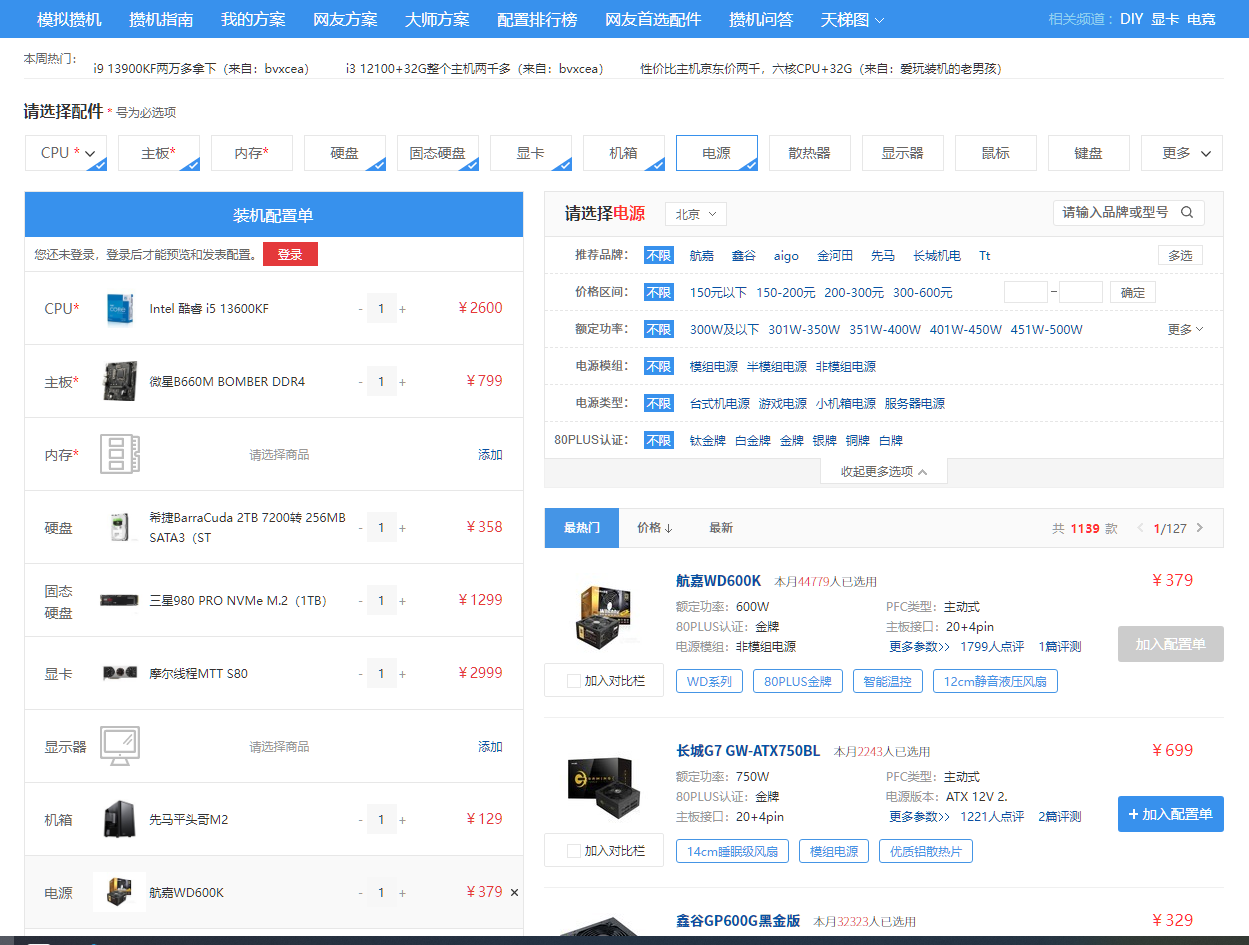 模拟攒机 攒机指南 我的方案 网友方案 大师方案 配置排行榜 网友首选配件 攒机问答 天梯图 相关频道： DIY 显卡 电竞
本周热门： i9 13900KF两万多拿下（来自：bvxcea） i3 12100+32G整个主机两千多（来自：bvxcea） 性价比主机京东价两千，六核CPU+32G（来自：爱玩装机的老男孩）
请选择配件 * 号为必选项
CPU * 主板* 内存* 硬盘 固态硬盘 显卡 机箱 电源 散热器 显示器 鼠标 键盘 更多
装机配置单
您还未登录，登录后才能预览和发表配置。 登录
CPU* Intel 酷睿 i5 13600KF - 1 + ￥2600
主板* 微星B660M BOMBER DDR4 - 1 + ￥799
内存* 请选择商品 添加
硬盘 希捷BarraCuda 2TB 7200转 256MB
SATA3（ST - 1 + ￥358
固态
硬盘 三星980 PRO NVMe M.2（1TB） - 1 + ￥1299
显卡 摩尔线程MTT S80 - 1 + ￥2999
显示器 请选择商品 添加
机箱 先马平头哥M2 - 1 + ￥129
电源 航嘉WD600K - 1 + ￥379 ×
请选择电源 北京 请输入品牌或型号
推荐品牌： 不限 航嘉 鑫谷 aigo 金河田 先马 长城机电 Tt 多选
价格区间： 不限 150元以下 150-200元 200-300元 300-600元 – 确定
额定功率： 不限 300W及以下 301W-350W 351W-400W 401W-450W 451W-500W 更多
电源模组： 不限 模组电源 半模组电源 非模组电源
电源类型： 不限 台式机电源 游戏电源 小机箱电源 服务器电源
80PLUS认证： 不限 钛金牌 白金牌 金牌 银牌 铜牌 白牌
收起更多选项
最热门 价格↓ 最新 共 1139 款 1/127
航嘉WD600K 本月44779人已选用 ￥379
额定功率：600W PFC类型：主动式
80PLUS认证：金牌 主板接口：20+4pin
电源模组：非模组电源 更多参数>> 1799人点评 1篇评测
加入配置单
加入对比栏 WD系列 80PLUS金牌 智能温控 12cm静音液压风扇
长城G7 GW-ATX750BL 本月2243人已选用 ￥699
额定功率：750W PFC类型：主动式
80PLUS认证：金牌 电源版本：ATX 12V 2.
主板接口：20+4pin 更多参数>> 1221人点评 2篇评测
+ 加入配置单
加入对比栏 14cm睡眠级风扇 模组电源 优质铝散热片
鑫谷GP600G黑金版 本月32323人已选用 ￥329